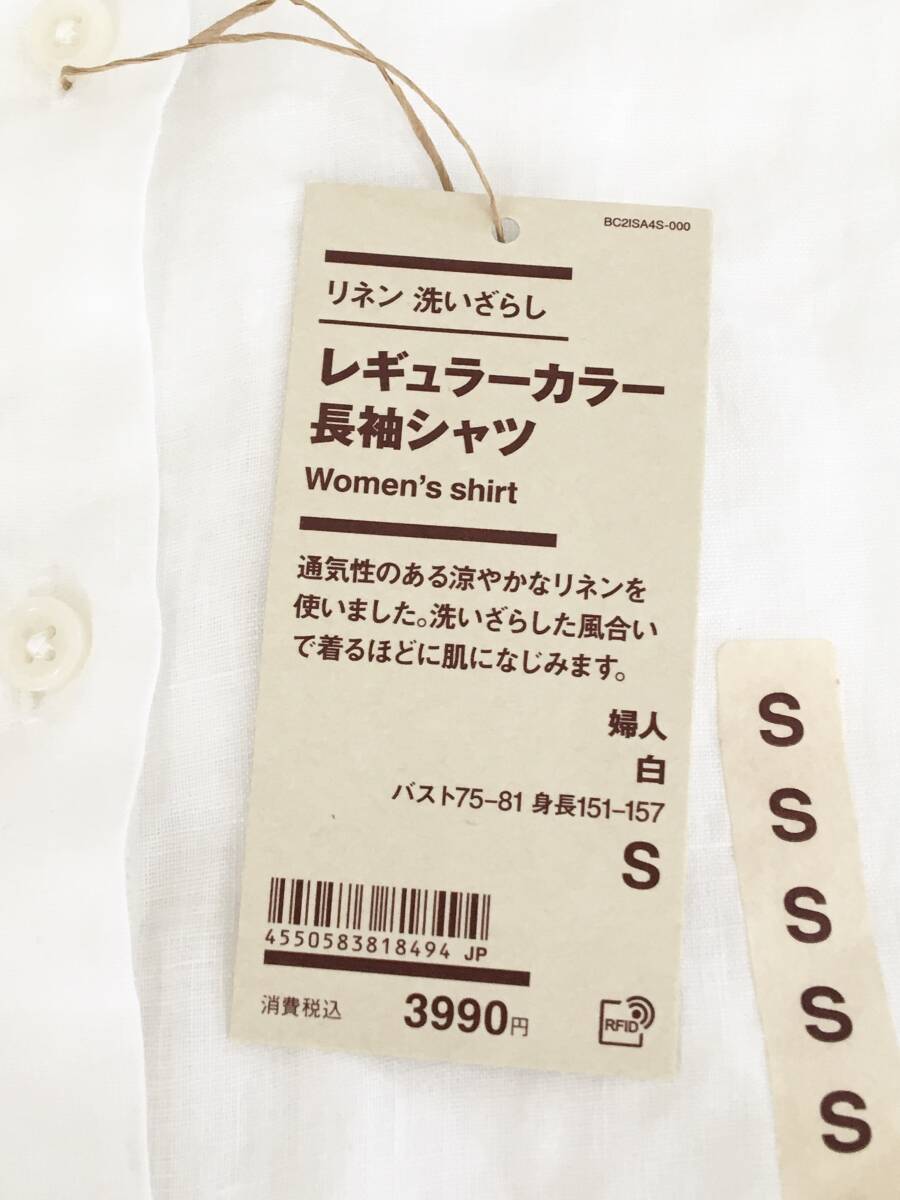 BC2ISA4S-000
リネン 洗いざらし
レギュラーカラー
長袖シャツ
Women's shirt
通気性のある涼やかなリネンを
使いました。洗いざらした風合い
で着るほどに肌になじみます。
婦人
白
バスト75–81 身長151–157
S
4550583818494 JP
消費税込 3990円
RFID
S
S
S
S
S